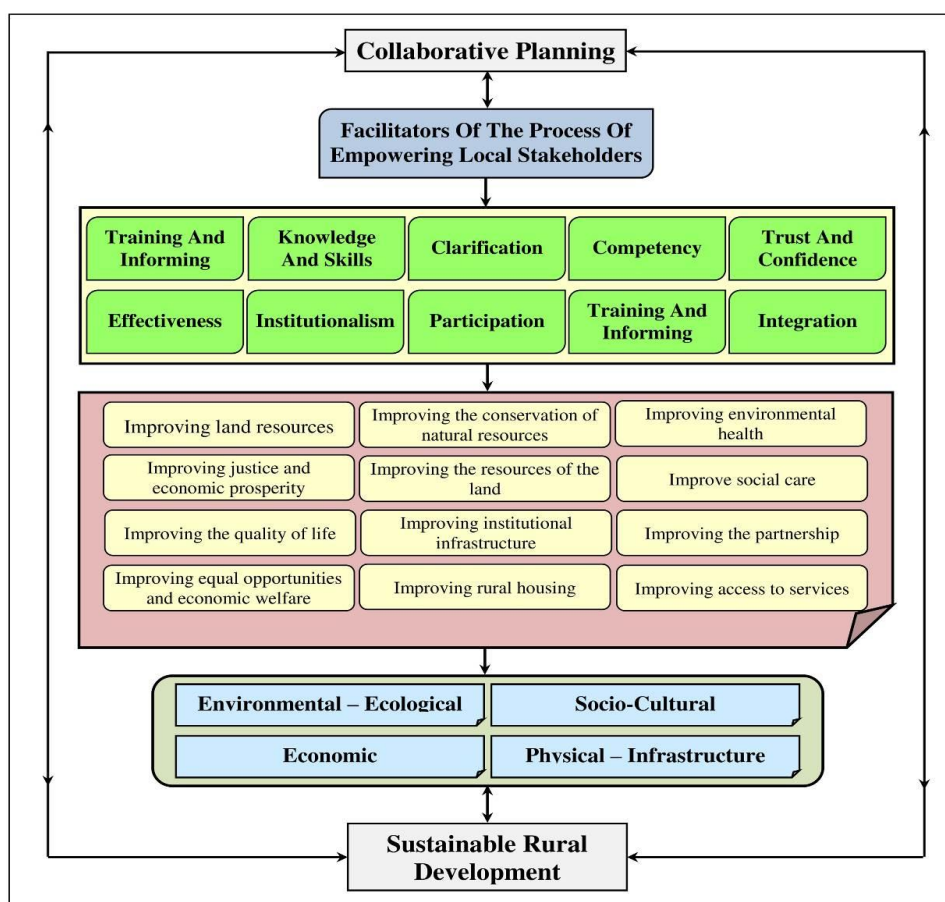 Collaborative Planning
Facilitators Of The Process Of
Empowering Local Stakeholders
Training And
Informing
Knowledge
And Skills
Clarification
Competency
Trust And
Confidence
Effectiveness
Institutionalism
Participation
Training And
Informing
Integration
Improving land resources
Improving the conservation of
natural resources
Improving environmental
health
Improving justice and
economic prosperity
Improving the resources of the
land
Improve social care
Improving the quality of life
Improving institutional
infrastructure
Improving the partnership
Improving equal opportunities
and economic welfare
Improving rural housing
Improving access to services
Environmental – Ecological
Socio-Cultural
Economic
Physical – Infrastructure
Sustainable Rural
Development